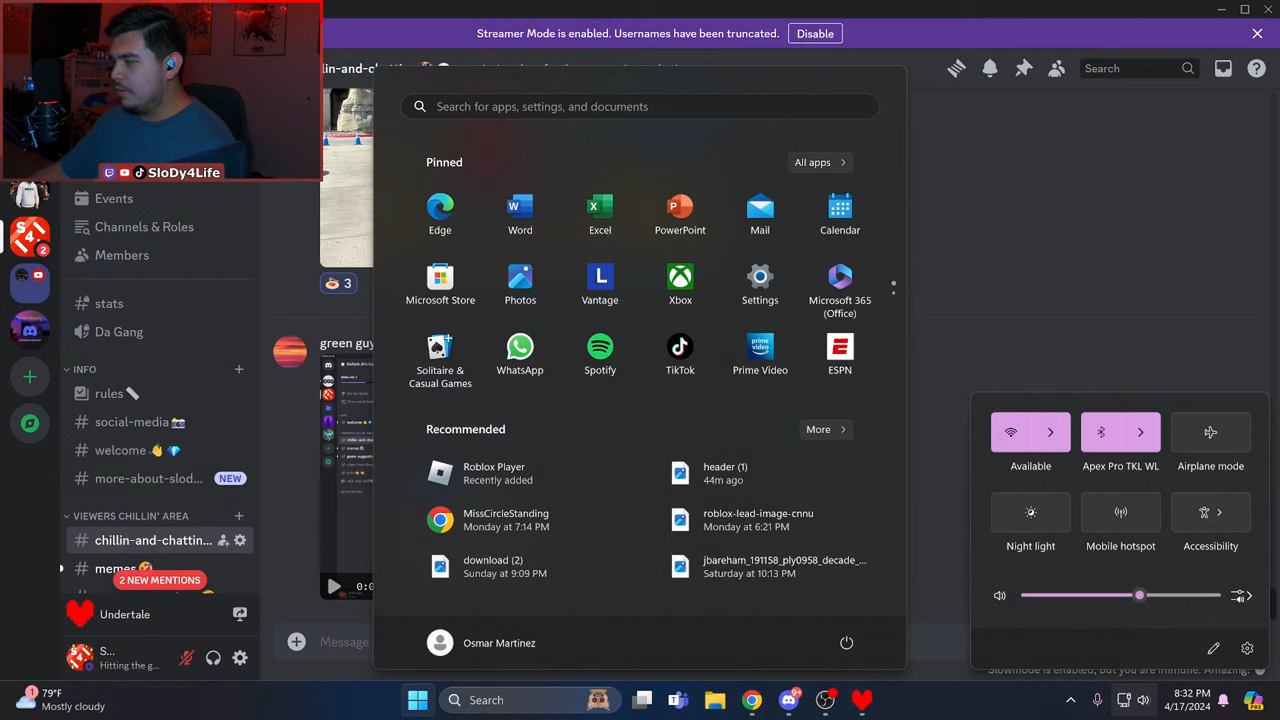 Streamer Mode is enabled. Usernames have been truncated.
Disable
SloDy4Life
lin-and-ch
Search
Search for apps, settings, and documents
Pinned
All apps
Edge
Word
Excel
PowerPoint
Mail
Calendar
Microsoft Store
Photos
Vantage
Xbox
Settings
Microsoft 365
(Office)
Solitaire &
Casual Games
WhatsApp
Spotify
TikTok
Prime Video
ESPN
Recommended
More
Roblox Player
Recently added
header (1)
44m ago
MissCircleStanding
Monday at 7:14 PM
roblox-lead-image-cnnu
Monday at 6:21 PM
download (2)
Sunday at 9:09 PM
jbareham_191158_ply0958_decade_...
Saturday at 10:13 PM
Osmar Martinez
Events
Channels & Roles
Members
stats
Da Gang
INFO
rules
social-media
welcome
more-about-slod...
NEW
VIEWERS CHILLIN' AREA
chillin-and-chattin...
memes
2 NEW MENTIONS
Undertale
S...
Hitting the g...
3
green guy
0:0
Message
Available
Apex Pro TKL WL
Airplane mode
Night light
Mobile hotspot
Accessibility
Slowmode is enabled, but you are immune. Amazing!
79°F
Mostly cloudy
Search
8:32 PM
4/17/2024